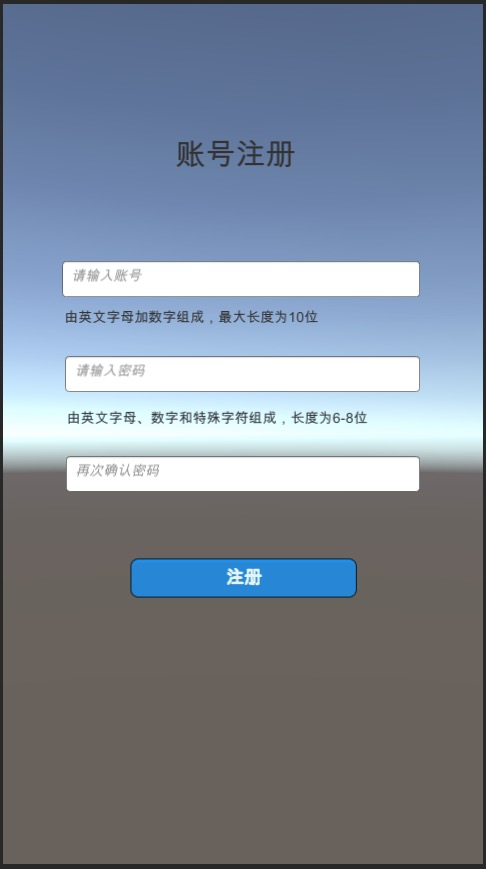 账号注册
请输入账号
由英文字母加数字组成，最大长度为10位
请输入密码
由英文字母、数字和特殊字符组成，长度为6-8位
再次确认密码
注册